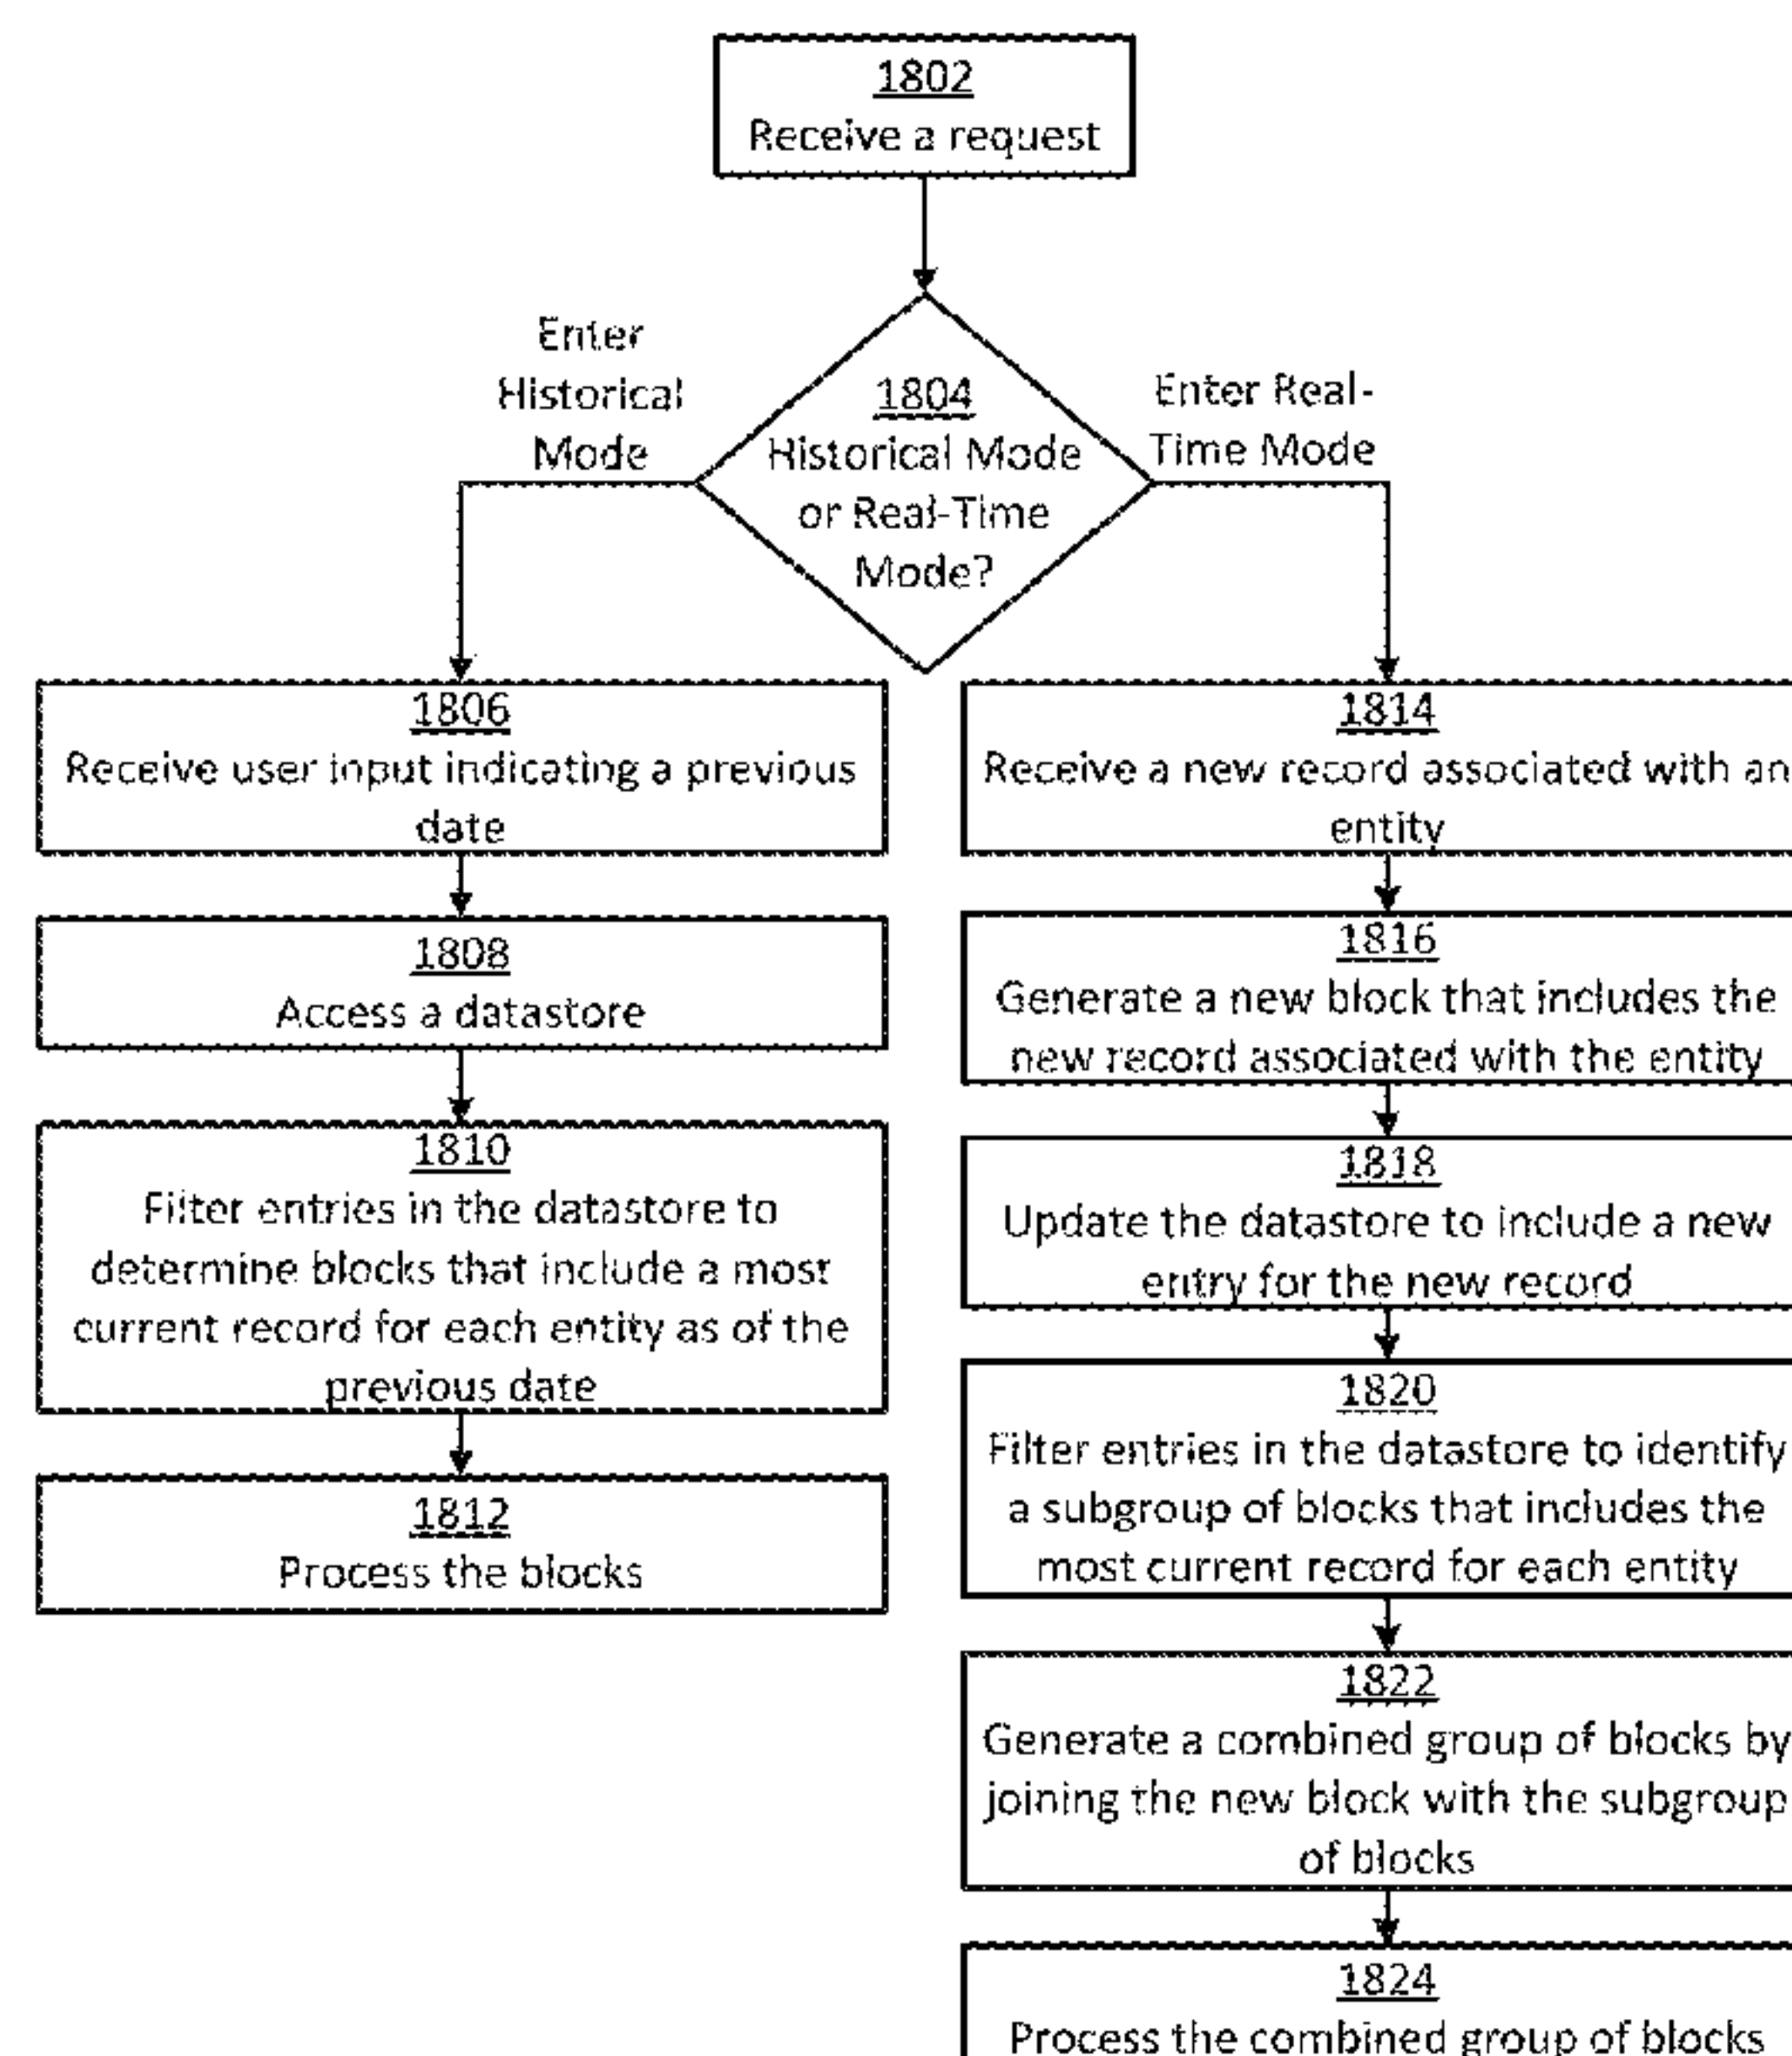 1802
Receive a request
Enter
Historical
Mode
1804
Historical Mode
or Real-Time
Mode?
Enter Real-
Time Mode
1806
Receive user input indicating a previous
date
1808
Access a datastore
1810
Filter entries in the datastore to
determine blocks that include a most
current record for each entity as of the
previous date
1812
Process the blocks
1814
Receive a new record associated with an
entity
1816
Generate a new block that includes the
new record associated with the entity
1818
Update the datastore to include a new
entry for the new record
1820
Filter entries in the datastore to identify
a subgroup of blocks that includes the
most current record for each entity
1822
Generate a combined group of blocks by
joining the new block with the subgroup
of blocks
1824
Process the combined group of blocks